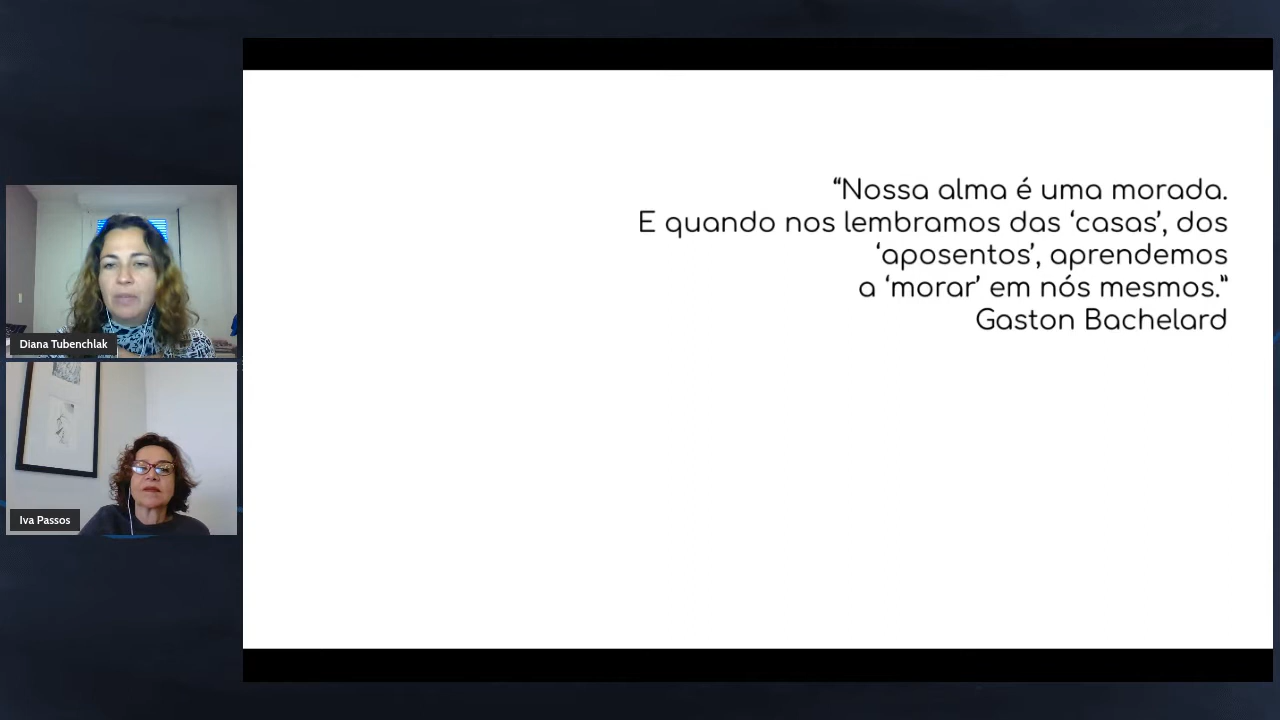 “Nossa alma é uma morada.
E quando nos lembramos das ‘casas’, dos
‘aposentos’, aprendemos
a ‘morar’ em nós mesmos.”
Gaston Bachelard
Diana Tubenchlak
Iva Passos